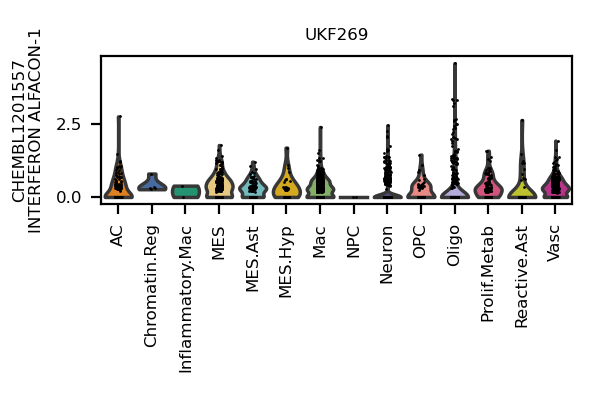 UKF269
CHEMBL1201557
INTERFERON ALFACON-1
2.5
0.0
AC
Chromatin.Reg
Inflammatory.Mac
MES
MES.Ast
MES.Hyp
Mac
NPC
Neuron
OPC
Oligo
Prolif.Metab
Reactive.Ast
Vasc